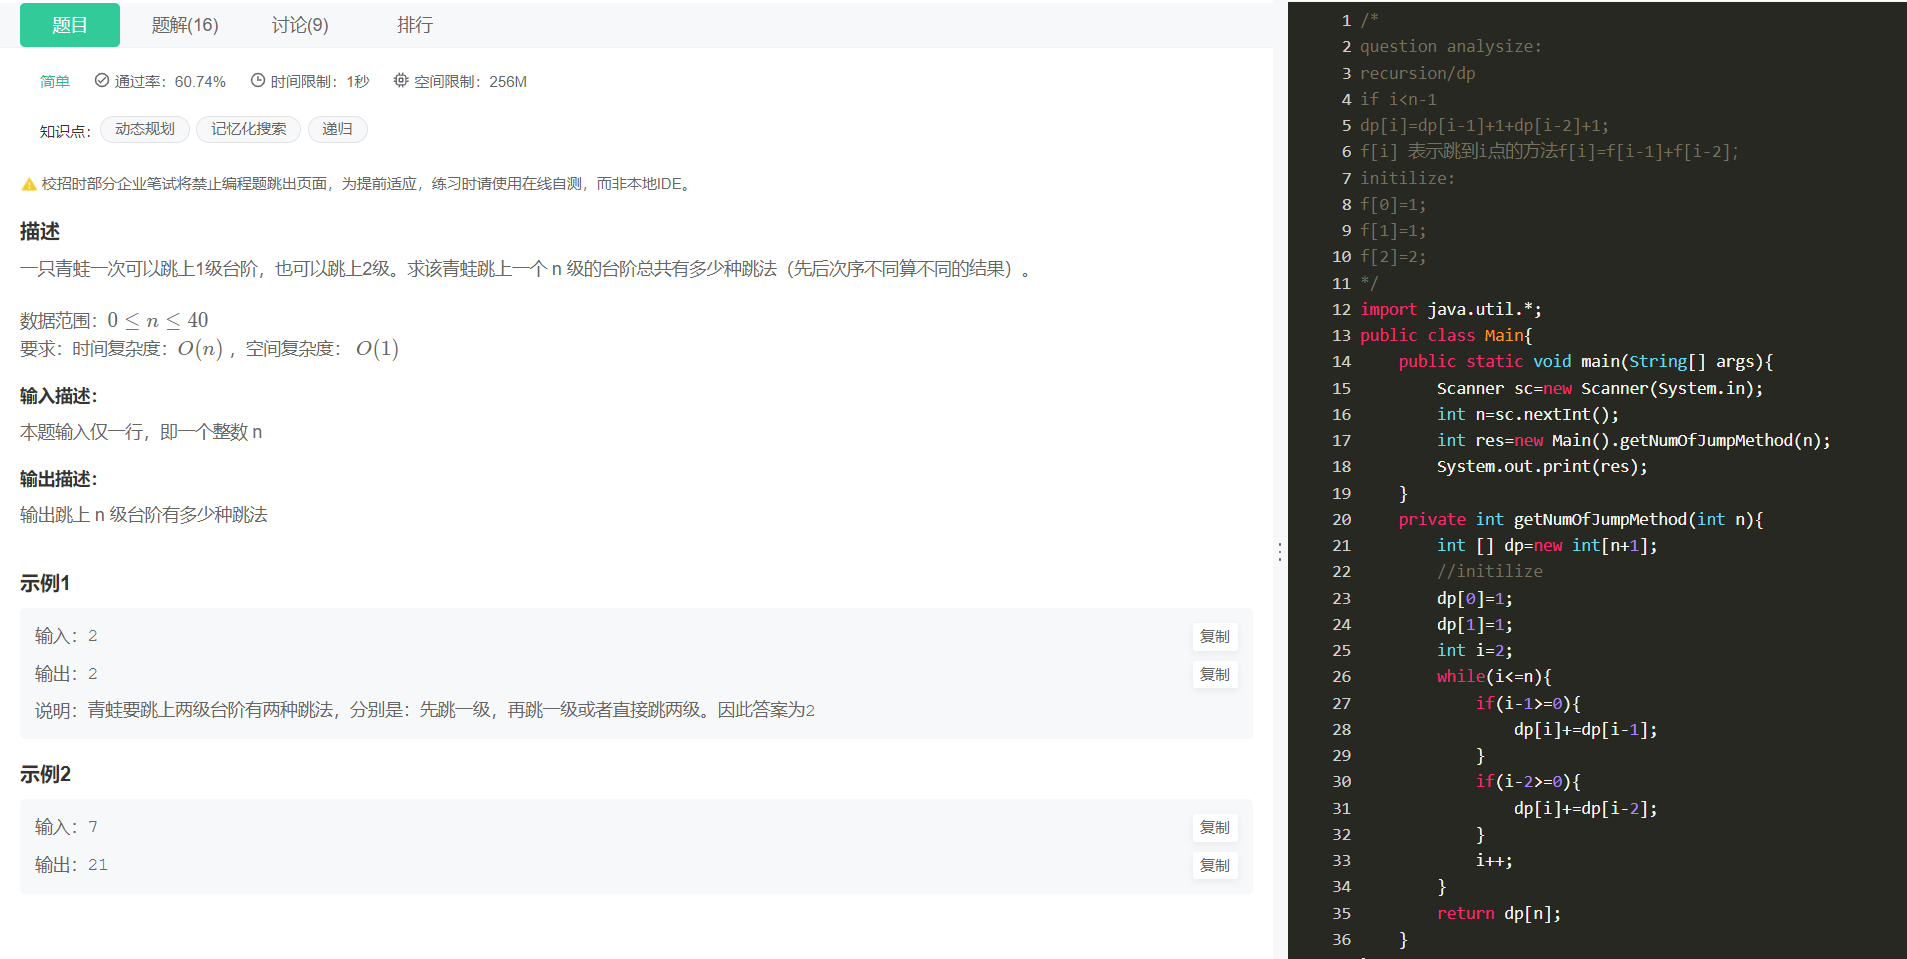 题目 题解(16) 讨论(9) 排行
简单 通过率：60.74% 时间限制：1秒 空间限制：256M
知识点： 动态规划 记忆化搜索 递归
校招时部分企业笔试将禁止编程题跳出页面，为提前适应，练习时请使用在线自测，而非本地IDE。
描述
一只青蛙一次可以跳上1级台阶，也可以跳上2级。求该青蛙跳上一个 n 级的台阶总共有多少种跳法（先后次序不同算不同的结果）。
数据范围：0 ≤ n ≤ 40
要求：时间复杂度：O(n) ，空间复杂度： O(1)
输入描述：
本题输入仅一行，即一个整数 n
输出描述：
输出跳上 n 级台阶有多少种跳法
示例1
输入：2 复制
输出：2 复制
说明：青蛙要跳上两级台阶有两种跳法，分别是：先跳一级，再跳一级或者直接跳两级。因此答案为2
示例2
输入：7 复制
输出：21 复制
1 /*
2 question analysize:
3 recursion/dp
4 if i<n-1
5 dp[i]=dp[i-1]+1+dp[i-2]+1;
6 f[i] 表示跳到i点的方法f[i]=f[i-1]+f[i-2];
7 initilize:
8 f[0]=1;
9 f[1]=1;
10 f[2]=2;
11 */
12 import java.util.*;
13 public class Main{
14 public static void main(String[] args){
15 Scanner sc=new Scanner(System.in);
16 int n=sc.nextInt();
17 int res=new Main().getNumOfJumpMethod(n);
18 System.out.print(res);
19 }
20 private int getNumOfJumpMethod(int n){
21 int [] dp=new int[n+1];
22 //initilize
23 dp[0]=1;
24 dp[1]=1;
25 int i=2;
26 while(i<=n){
27 if(i-1>=0){
28 dp[i]+=dp[i-1];
29 }
30 if(i-2>=0){
31 dp[i]+=dp[i-2];
32 }
33 i++;
34 }
35 return dp[n];
36 }